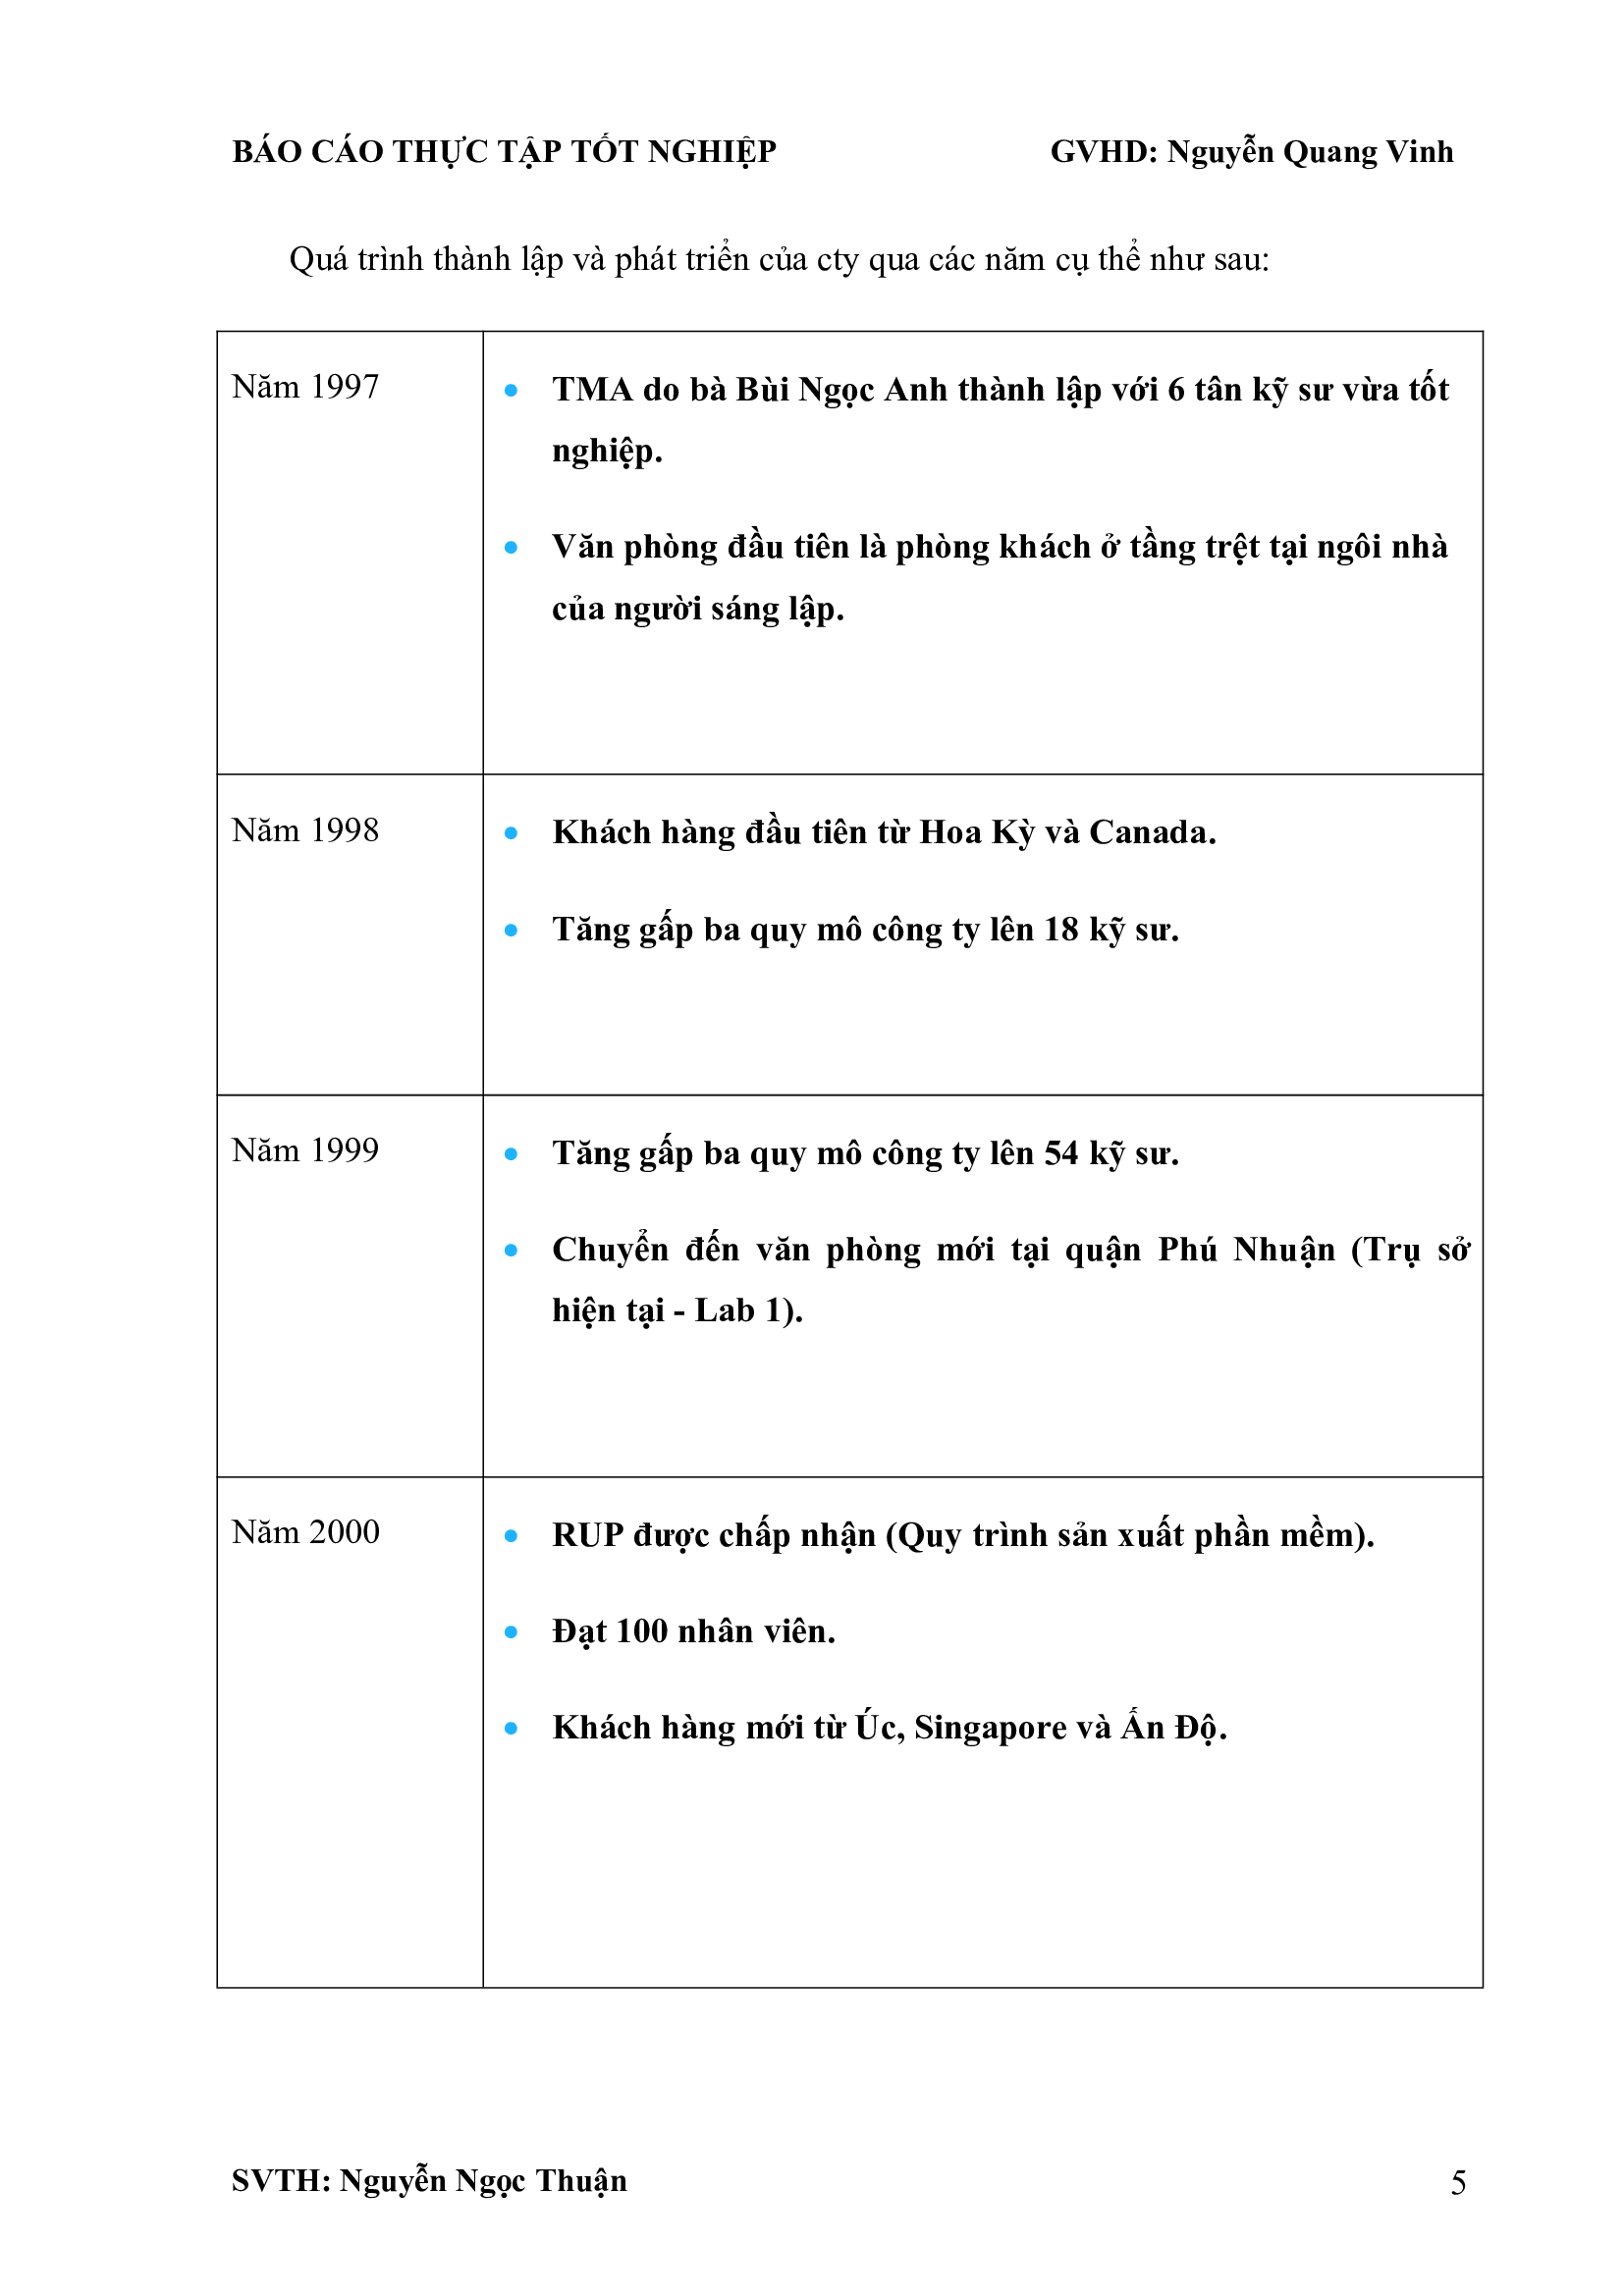 BÁO CÁO THỰC TẬP TỐT NGHIỆP GVHD: Nguyễn Quang Vinh
Quá trình thành lập và phát triển của cty qua các năm cụ thể như sau:
Năm 1997
• TMA do bà Bùi Ngọc Anh thành lập với 6 tân kỹ sư vừa tốt
nghiệp.
• Văn phòng đầu tiên là phòng khách ở tầng trệt tại ngôi nhà
của người sáng lập.
Năm 1998
• Khách hàng đầu tiên từ Hoa Kỳ và Canada.
• Tăng gấp ba quy mô công ty lên 18 kỹ sư.
Năm 1999
• Tăng gấp ba quy mô công ty lên 54 kỹ sư.
• Chuyển đến văn phòng mới tại quận Phú Nhuận (Trụ sở
hiện tại - Lab 1).
Năm 2000
• RUP được chấp nhận (Quy trình sản xuất phần mềm).
• Đạt 100 nhân viên.
• Khách hàng mới từ Úc, Singapore và Ấn Độ.
SVTH: Nguyễn Ngọc Thuận 5